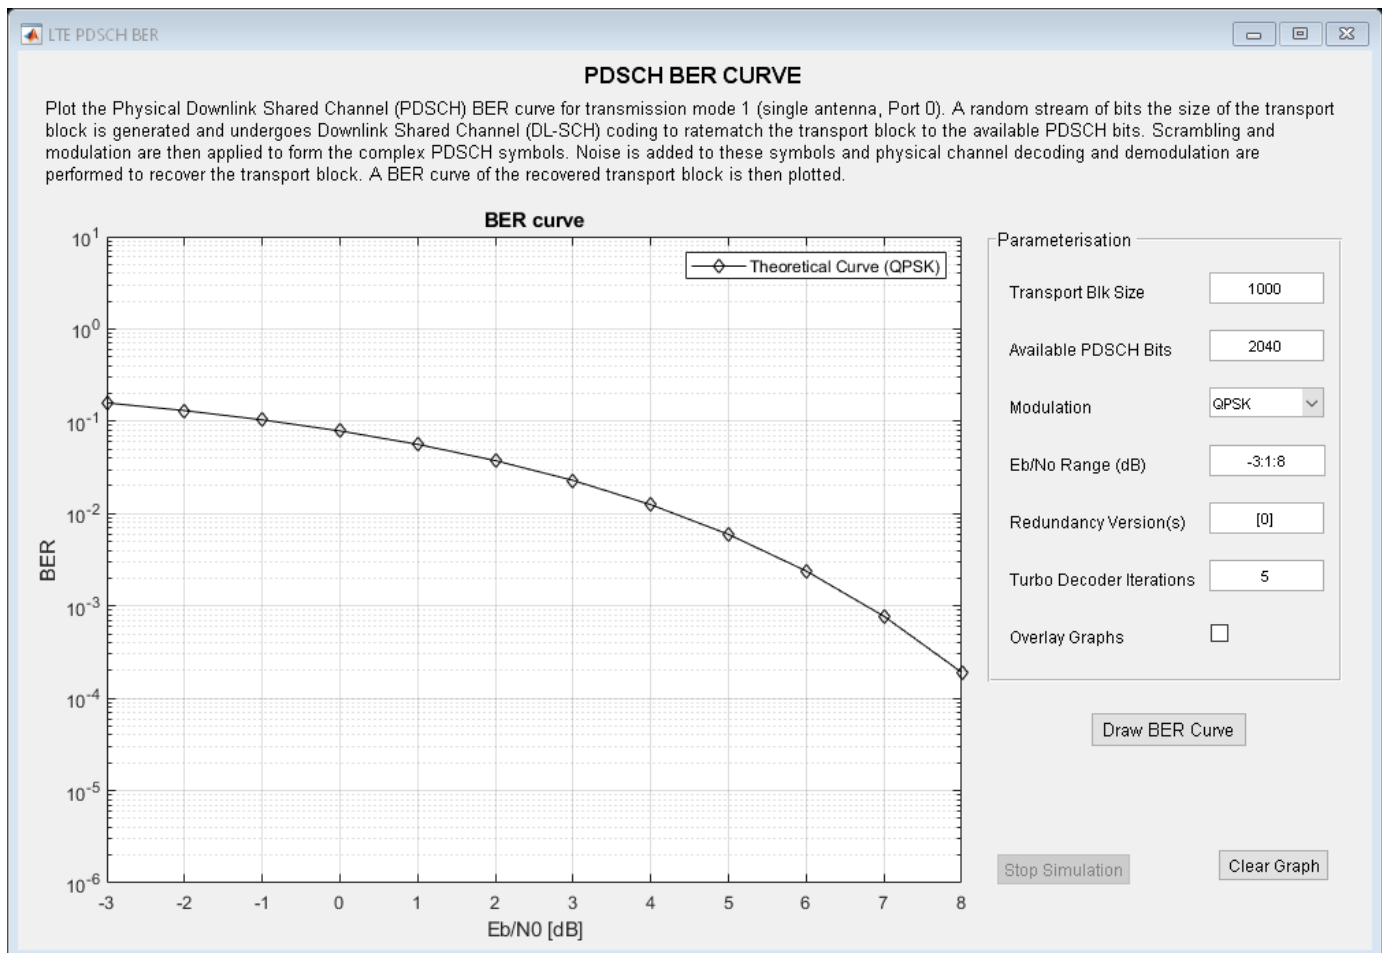 LTE PDSCH BER
PDSCH BER CURVE
Plot the Physical Downlink Shared Channel (PDSCH) BER curve for transmission mode 1 (single antenna, Port 0). A random stream of bits the size of the transport
block is generated and undergoes Downlink Shared Channel (DL-SCH) coding to ratematch the transport block to the available PDSCH bits. Scrambling and
modulation are then applied to form the complex PDSCH symbols. Noise is added to these symbols and physical channel decoding and demodulation are
performed to recover the transport block. A BER curve of the recovered transport block is then plotted.
BER curve
Theoretical Curve (QPSK)
10^1
10^0
10^-1
10^-2
10^-3
10^-4
10^-5
10^-6
BER
-3 -2 -1 0 1 2 3 4 5 6 7 8
Eb/N0 [dB]
Parameterisation
Transport Blk Size 1000
Available PDSCH Bits 2040
Modulation QPSK
Eb/No Range (dB) -3:1:8
Redundancy Version(s) [0]
Turbo Decoder Iterations 5
Overlay Graphs
Draw BER Curve
Stop Simulation
Clear Graph